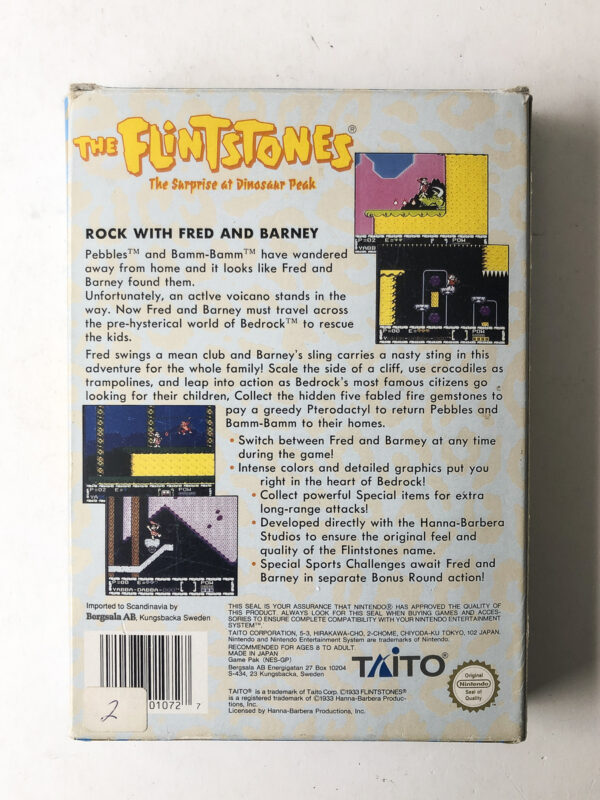 THE FLINTSTONES®
The Surprise at Dinosaur Peak
ROCK WITH FRED AND BARNEY
Pebbles™ and Bamm-Bamm™ have wandered
away from home and it looks like Fred and
Barney found them.
Unfortunately, an actlve voicano stands in the
way. Now Fred and Barney must travel across
the pre-hysterical world of Bedrock™ to rescue
the kids.
Fred swings a mean club and Barney's sling carries a nasty sting in this
adventure for the whole family! Scale the side of a cliff, use crocodiles as
trampolines, and leap into action as Bedrock's most famous citizens go
looking for their children, Collect the hidden five fabled fire gemstones to
pay a greedy Pterodactyl to return Pebbles and
Bamm-Bamm to their homes.
• Switch between Fred and Barmey at any time
during the game!
• Intense colors and detailed graphics put you
right in the heart of Bedrock!
• Collect powerful Special items for extra
long-range attacks!
• Developed directly with the Hanna-Barbera
Studios to ensure the original feel and
quality of the Flintstones name.
• Special Sports Challenges await Fred and
Barney in separate Bonus Round action!
Imported to Scandinavia by
Bergsala AB, Kungsbacka Sweden
THIS SEAL IS YOUR ASSURANCE THAT NINTENDO® HAS APPROVED THE QUALITY OF
THIS PRODUCT. ALWAYS LOOK FOR THIS SEAL WHEN BUYING GAMES AND ACCES-
SORIES TO ENSURE COMPLETE COMPATIBILITY WITH YOUR NINTENDO ENTERTAINMENT
SYSTEM™.
TAITO CORPORATION, 5-3, HIRAKAWA-CHO, 2-CHOME, CHIYODA-KU TOKYO, 102 JAPAN.
Nintendo and Nintendo Entertainment System are trademarks of Nintendo.
RECOMMENDED FOR AGES 8 TO ADULT.
MADE IN JAPAN
Game Pak (NES-GP)
Bergsala AB Energigatan 27 Box 10204
S-434, 23 Kungsbacka, Sweden
TAITO®
Original
Nintendo
Seal of
Quality
TAITO® is a trademark of Taito Corp. ©1933 FLINTSTONES®
is a registered trademark of ©1933 Hanna-Barbera Produc-
tions, Inc.
Licensed by Hanna-Barbera Productions, Inc.
2
01072 7